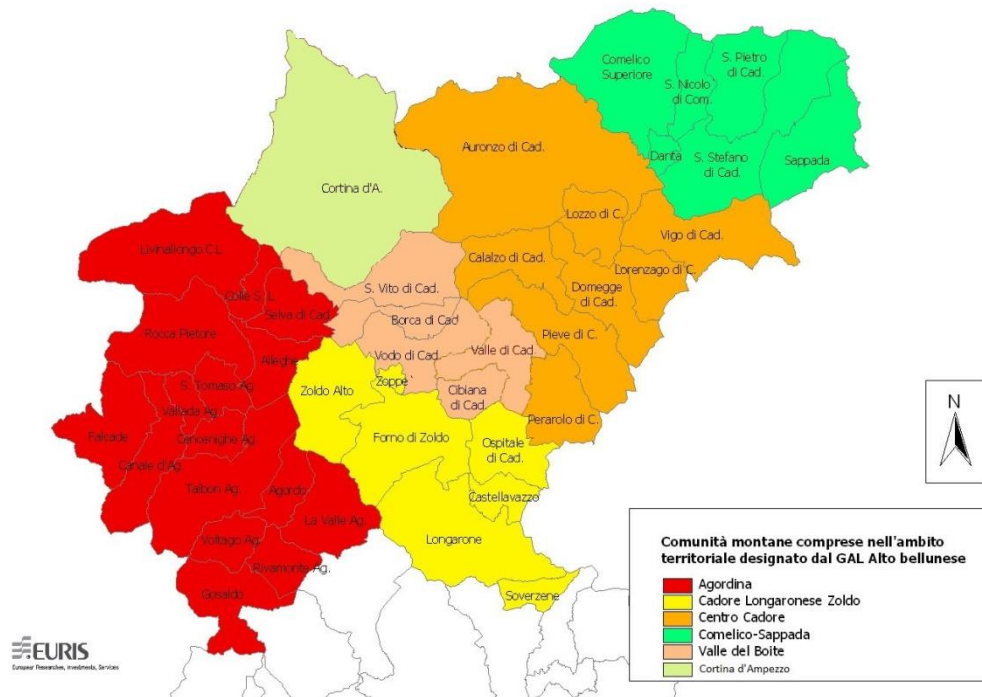 Comelico
Superiore
S. Nicolo
di Com.
S. Pietro
di Cad.
Danta
S. Stefano
di Cad.
Sappada
Auronzo di Cad.
Cortina d'A.
Lozzo di C.
Vigo di Cad.
Livinallongo C.L.
Calalzo di Cad.
Lorenzago di C.
Domegge
di Cad.
S. Vito di Cad.
Colle S. L.
Selva di Cad.
Borca di Cad
Rocca Pietore
Pieve di C.
Valle di Cad.
Vodo di Cad.
Alleghe
Zoldo Alto
Zoppè
S. Tomaso Ag.
Cibiana
di Cad.
Vallada Ag.
Perarolo di C.
Falcade
Cencenighe Ag.
Forno di Zoldo
Ospitale
di Cad.
Canale d'Ag.
Taibon Ag.
Agordo
Castellavazzo
La Valle Ag.
Voltago Ag.
Longarone
Rivamonte Ag.
Gosaldo
Soverzene
N
Comunità montane comprese nell'ambito
territoriale designato dal GAL Alto bellunese
Agordina
Cadore Longaronese Zoldo
Centro Cadore
Comelico-Sappada
Valle del Boite
Cortina d'Ampezzo
EURIS
European Researches, Investments, Services